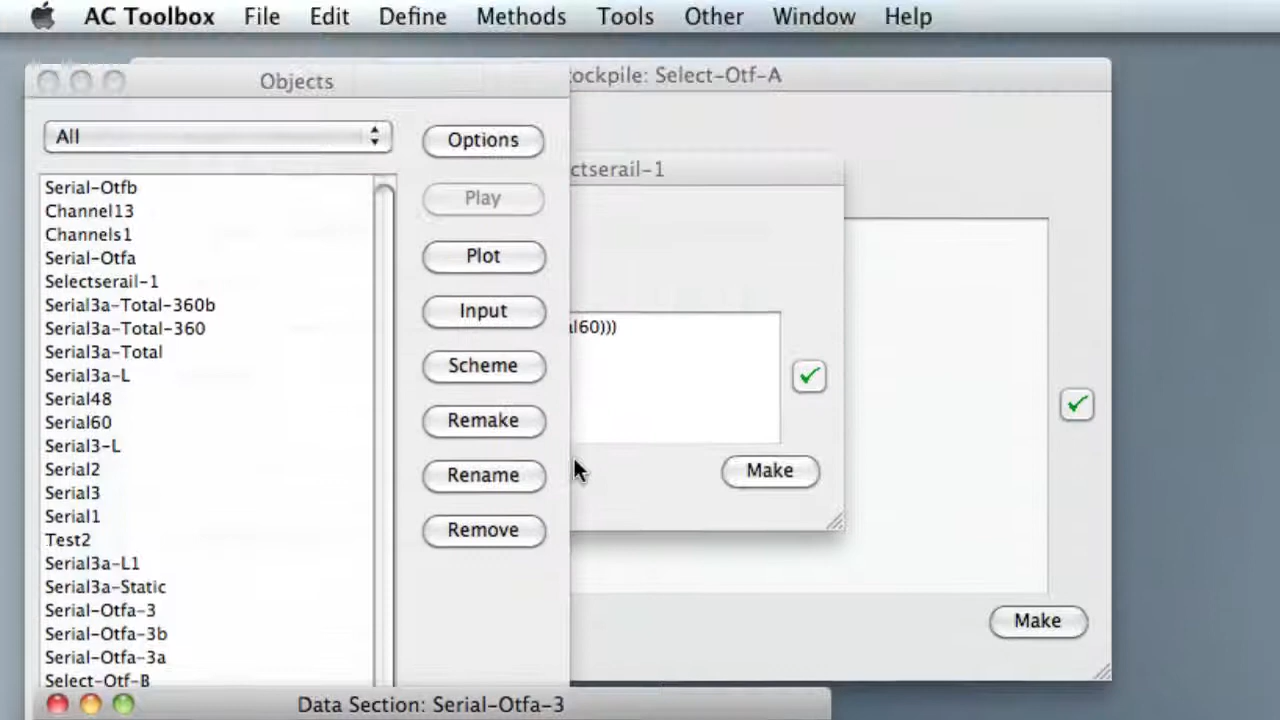 AC Toolbox File Edit Define Methods Tools Other Window Help
Objects
ockpile: Select-Otf-A
All
Options
ctserail-1
Serial-Otfb
Play
Channel13
Channels1
Serial-Otfa
Plot
Selectserail-1
Serial3a-Total-360b
Input
Serial3a-Total-360
l60)))
Serial3a-Total
Scheme
Serial3a-L
Serial48
Serial60
Remake
Serial3-L
Serial2
Rename
Make
Serial3
Serial1
Remove
Test2
Serial3a-L1
Serial3a-Static
Serial-Otfa-3
Make
Serial-Otfa-3b
Serial-Otfa-3a
Select-Otf-B
Data Section: Serial-Otfa-3